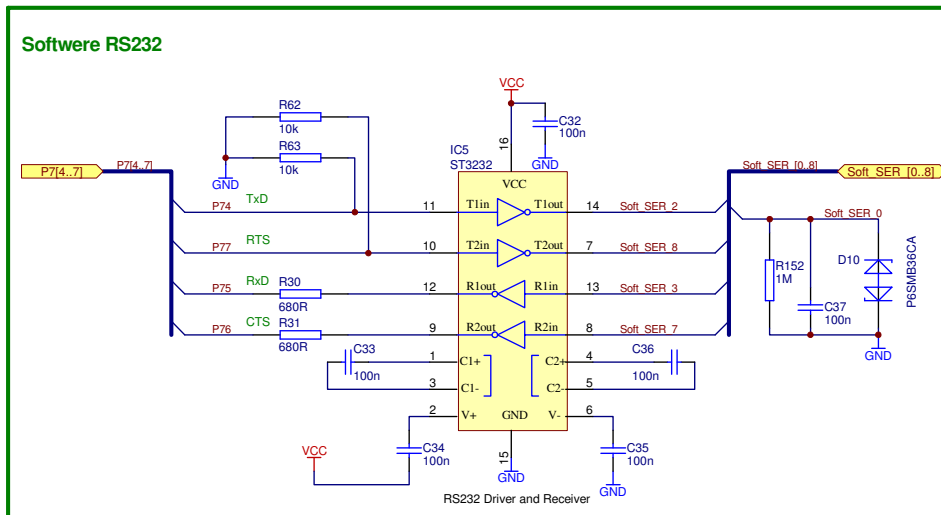 Softwere RS232
VCC
R62
10k
C32
100n
R63
10k
16
IC5
ST3232
GND
P7[4..7]
P7[4..7]
GND
VCC
Soft_SER_[0..8]
Soft_SER_[0..8]
P74
TxD
11
T1in
T1out
14
Soft_SER_2
Soft_SER_0
P77
RTS
10
T2in
T2out
7
Soft_SER_8
R152
1M
D10
P6SMB36CA
P75
RxD
R30
680R
12
R1out
R1in
13
Soft_SER_3
C37
100n
P76
CTS
R31
680R
9
R2out
R2in
8
Soft_SER_7
GND
C33
100n
1
C1+
C2+
4
C36
100n
3
C1-
C2-
5
2
V+
GND
V-
6
VCC
C34
100n
15
GND
C35
100n
GND
RS232 Driver and Receiver